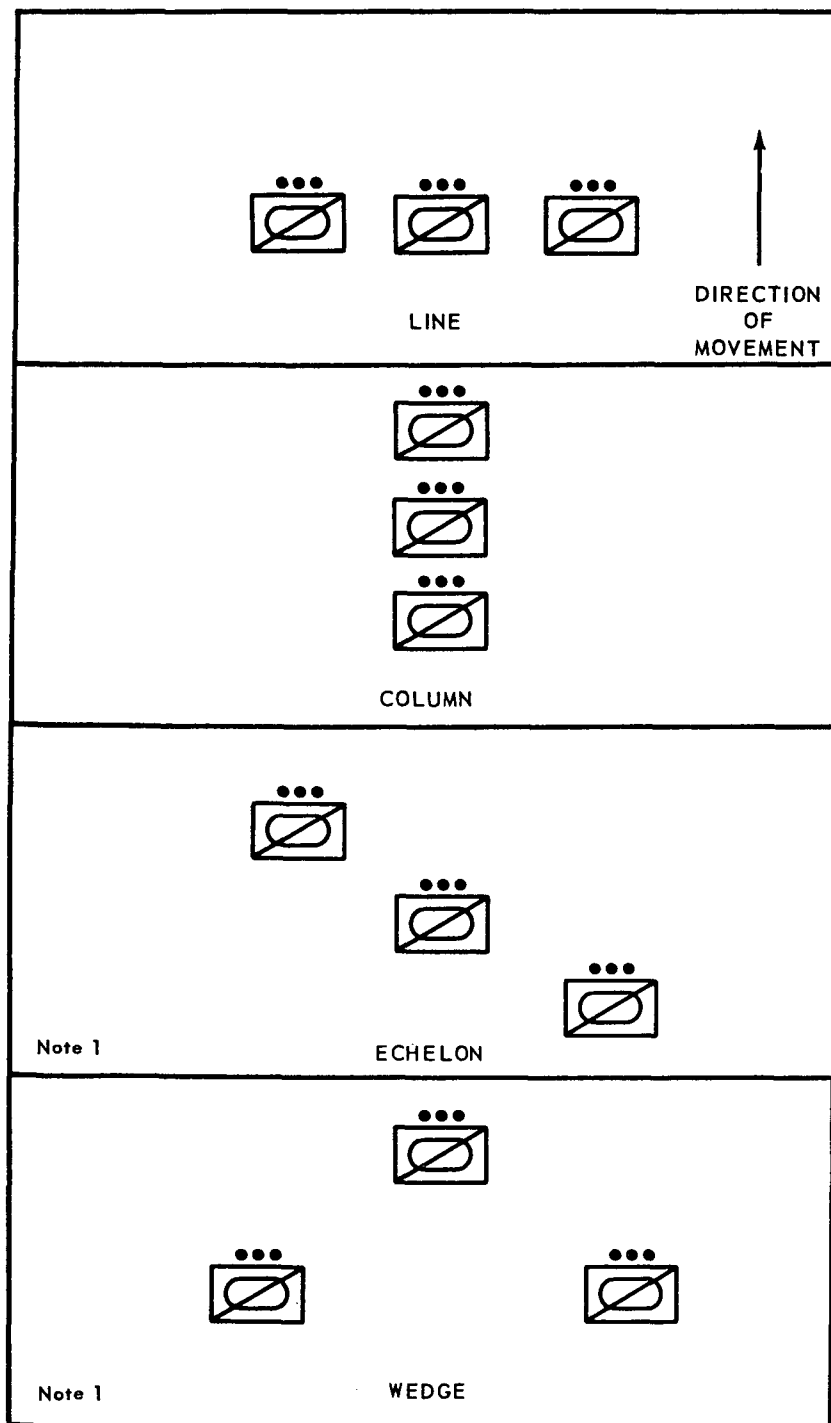 LINE
DIRECTION
OF
MOVEMENT
COLUMN
Note 1
ECHELON
Note 1
WEDGE